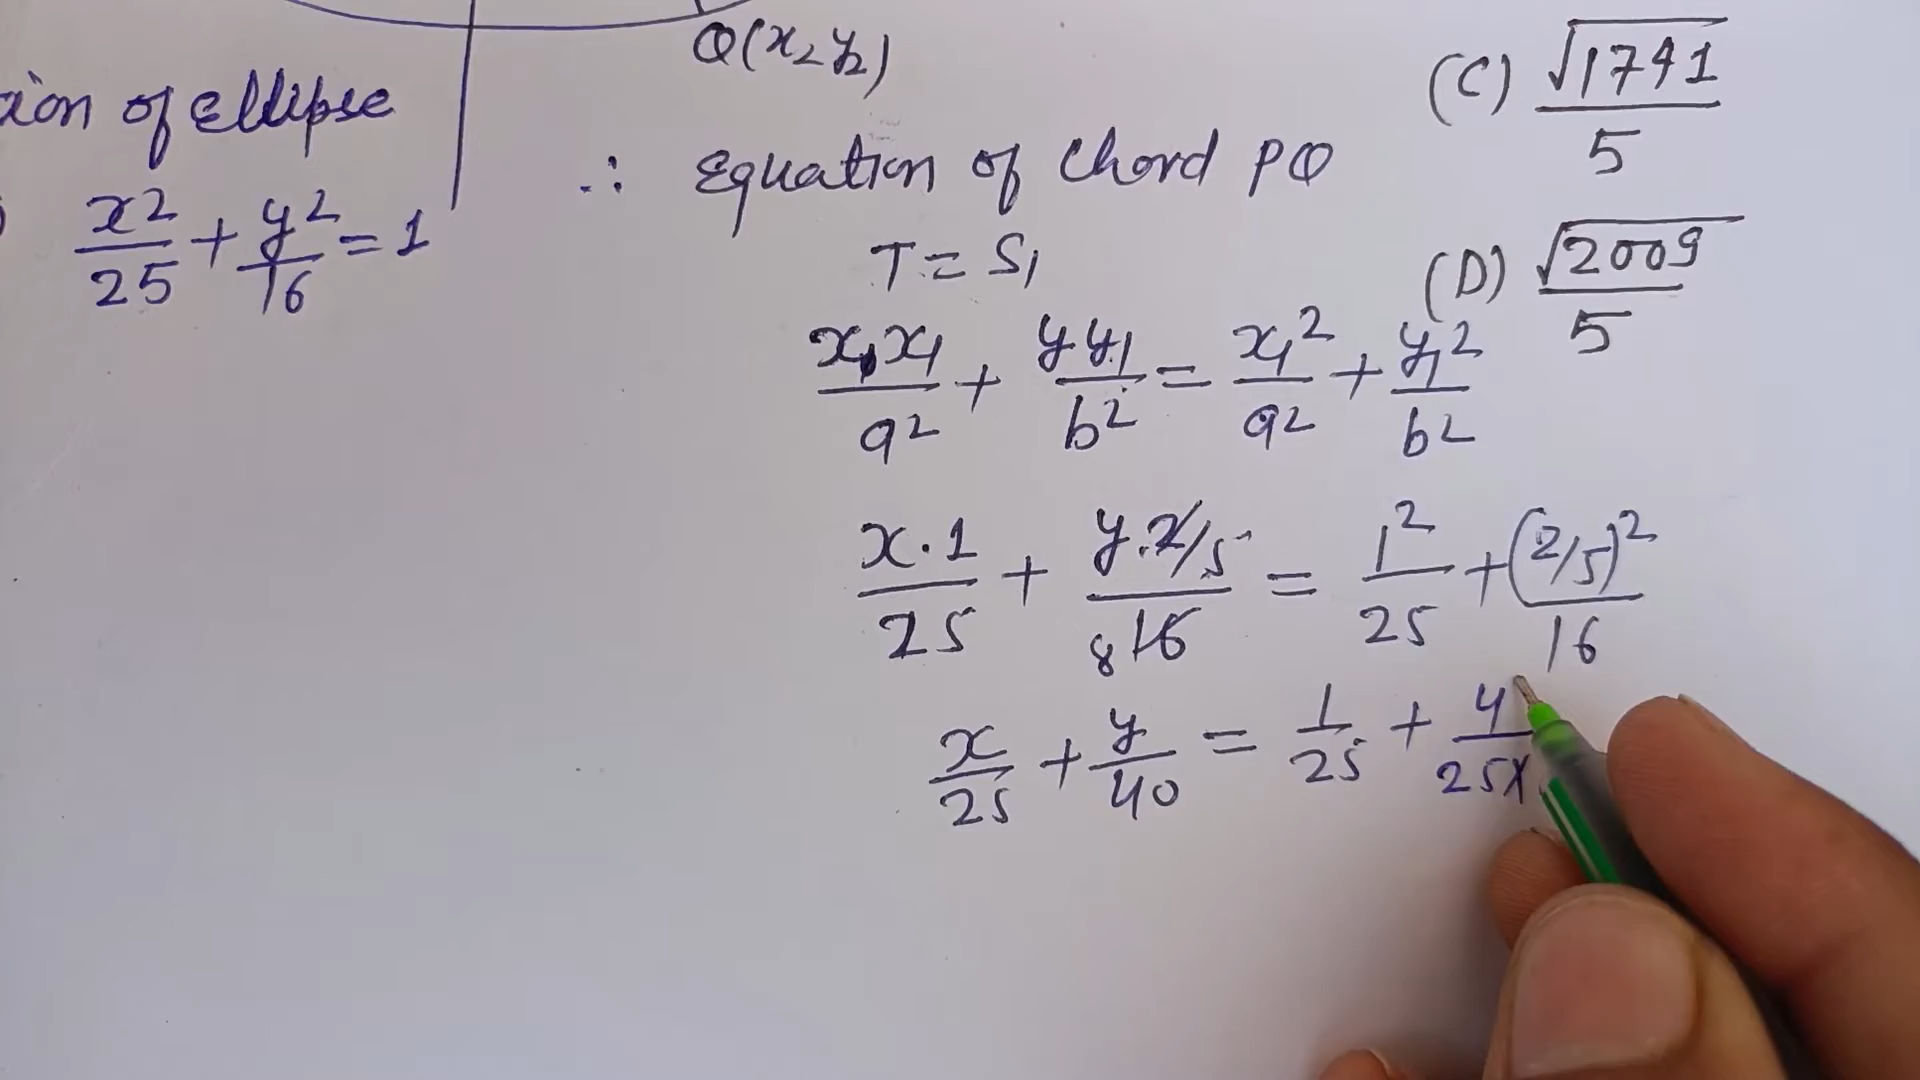 Q(x₂ y₂)
tion of ellipse
x²/25 + y²/16 = 1
(C) √1741/5
∴ Equation of chord PQ
T = S₁
(D) √2009/5
x x₁/a² + y y₁/b² = x₁²/a² + y₁²/b²
x·1/25 + y·2/5/16 8 = 1²/25 + (2/5)²/16
x/25 + y/40 = 1/25 + 4/25×